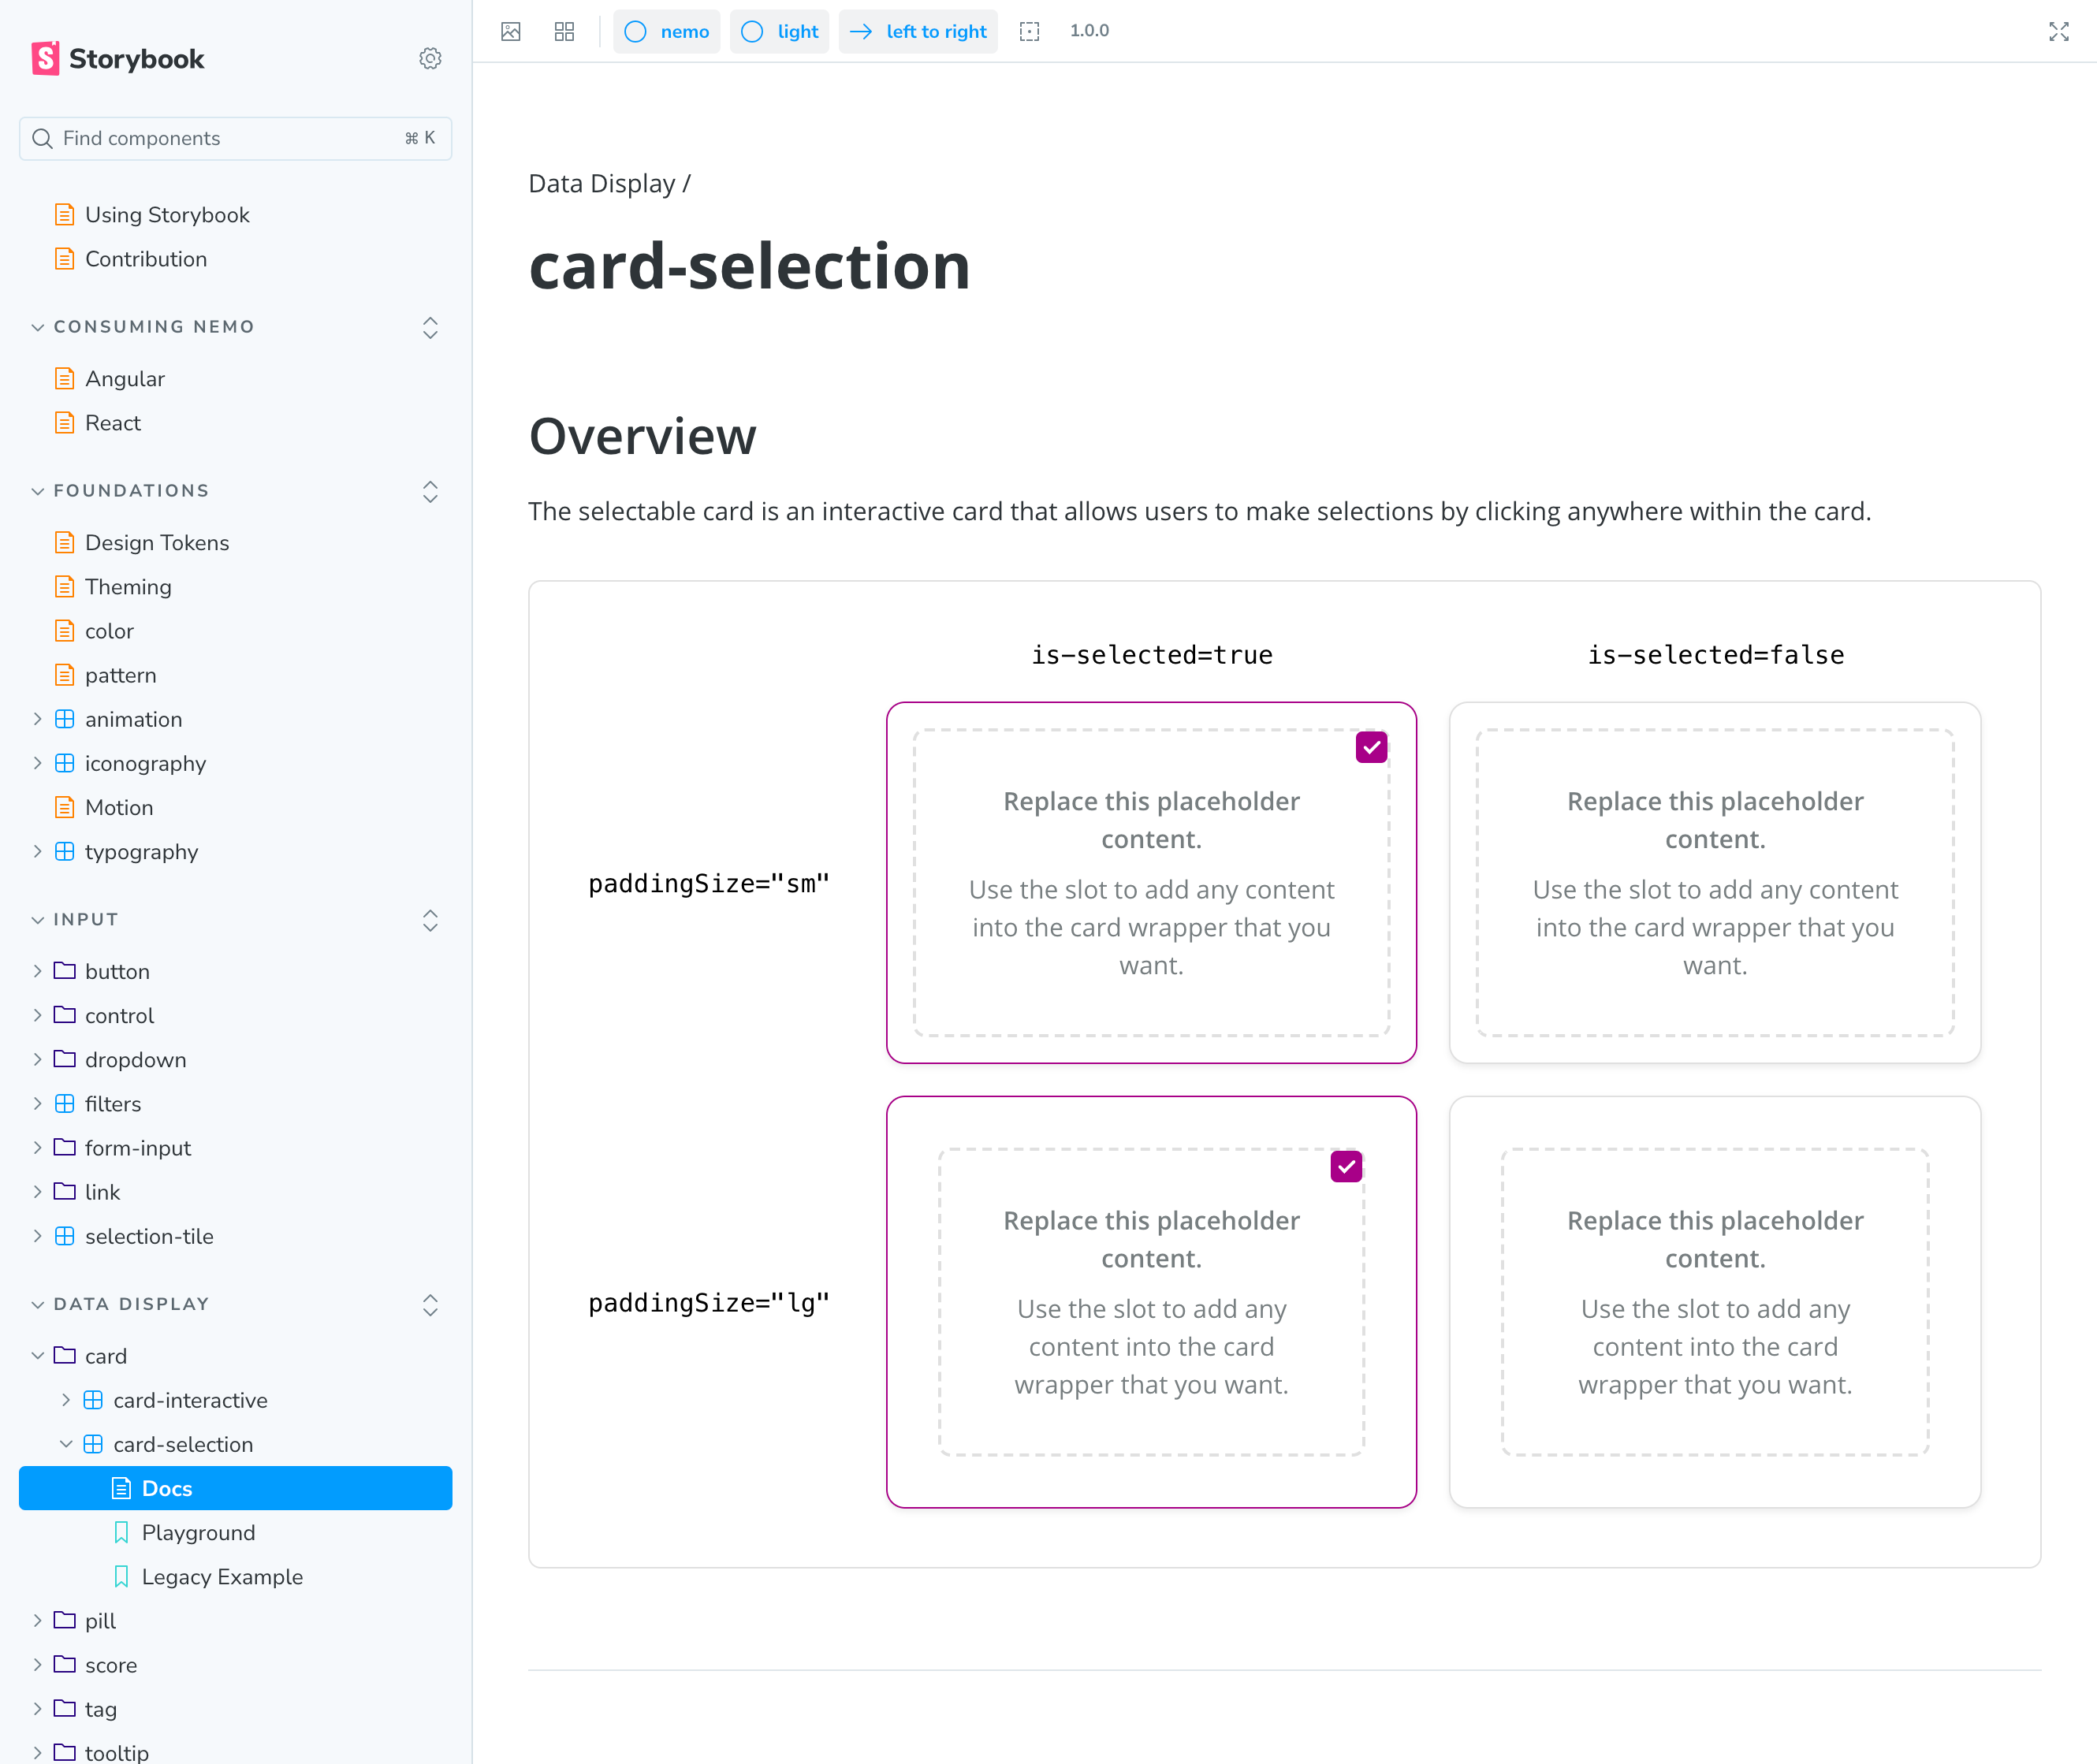 Storybook
Find components
⌘ K
Using Storybook
Contribution
CONSUMING NEMO
Angular
React
FOUNDATIONS
Design Tokens
Theming
color
pattern
animation
iconography
Motion
typography
INPUT
button
control
dropdown
filters
form-input
link
selection-tile
DATA DISPLAY
card
card-interactive
card-selection
Docs
Playground
Legacy Example
pill
score
tag
tooltip
nemo
light
left to right
1.0.0
Data Display /
card-selection
Overview
The selectable card is an interactive card that allows users to make selections by clicking anywhere within the card.
is-selected=true
is-selected=false
paddingSize="sm"
Replace this placeholder
content.
Use the slot to add any content
into the card wrapper that you
want.
Replace this placeholder
content.
Use the slot to add any content
into the card wrapper that you
want.
paddingSize="lg"
Replace this placeholder
content.
Use the slot to add any
content into the card
wrapper that you want.
Replace this placeholder
content.
Use the slot to add any
content into the card
wrapper that you want.